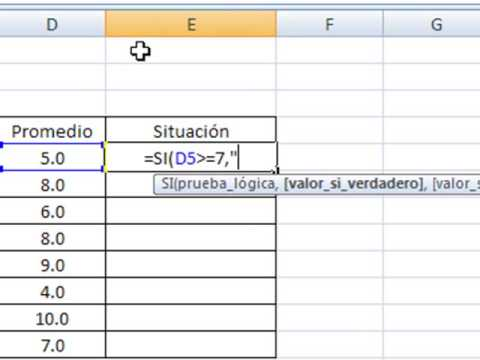 D E F G
Promedio Situación
5.0 =SI(D5>=7,"
8.0
SI(prueba_lógica, [valor_si_verdadero], [valor_s
6.0
8.0
9.0
4.0
10.0
7.0